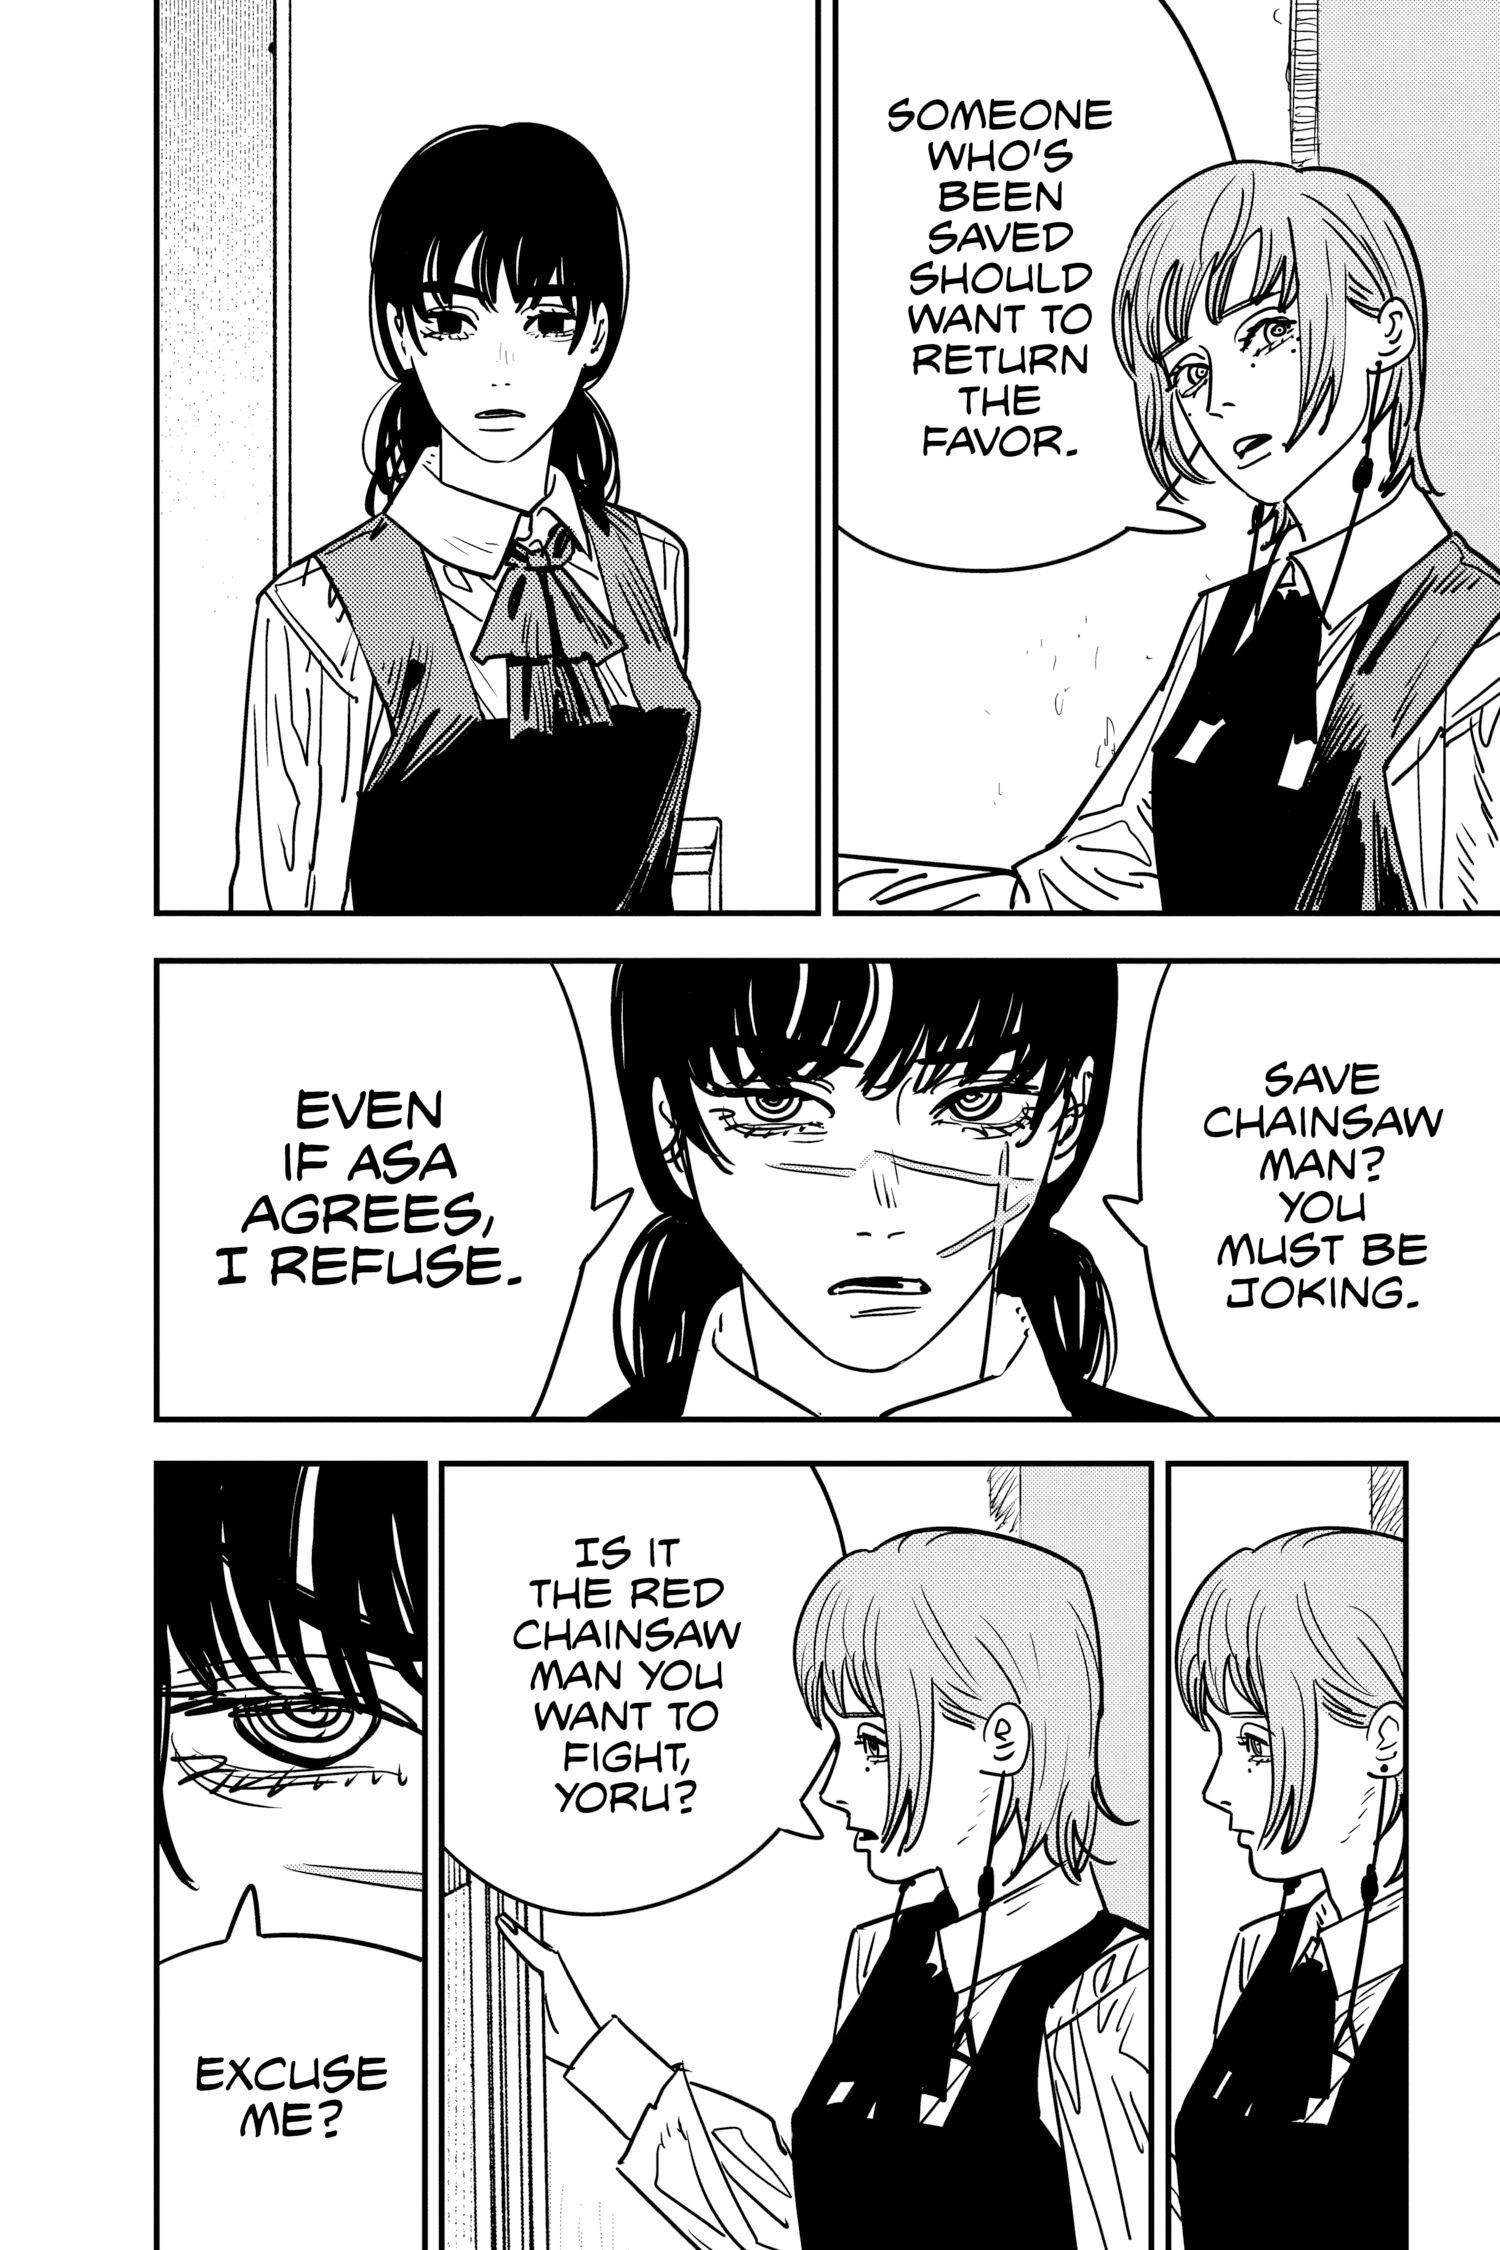 SOMEONE
WHO'S
BEEN
SAVED
SHOULD
WANT TO
RETURN
THE
FAVOR.
SAVE
CHAINSAW
MAN?
YOU
MUST BE
JOKING.
EVEN
IF ASA
AGREES,
I REFUSE.
IS IT
THE RED
CHAINSAW
MAN YOU
WANT TO
FIGHT,
YORU?
EXCUSE
ME?